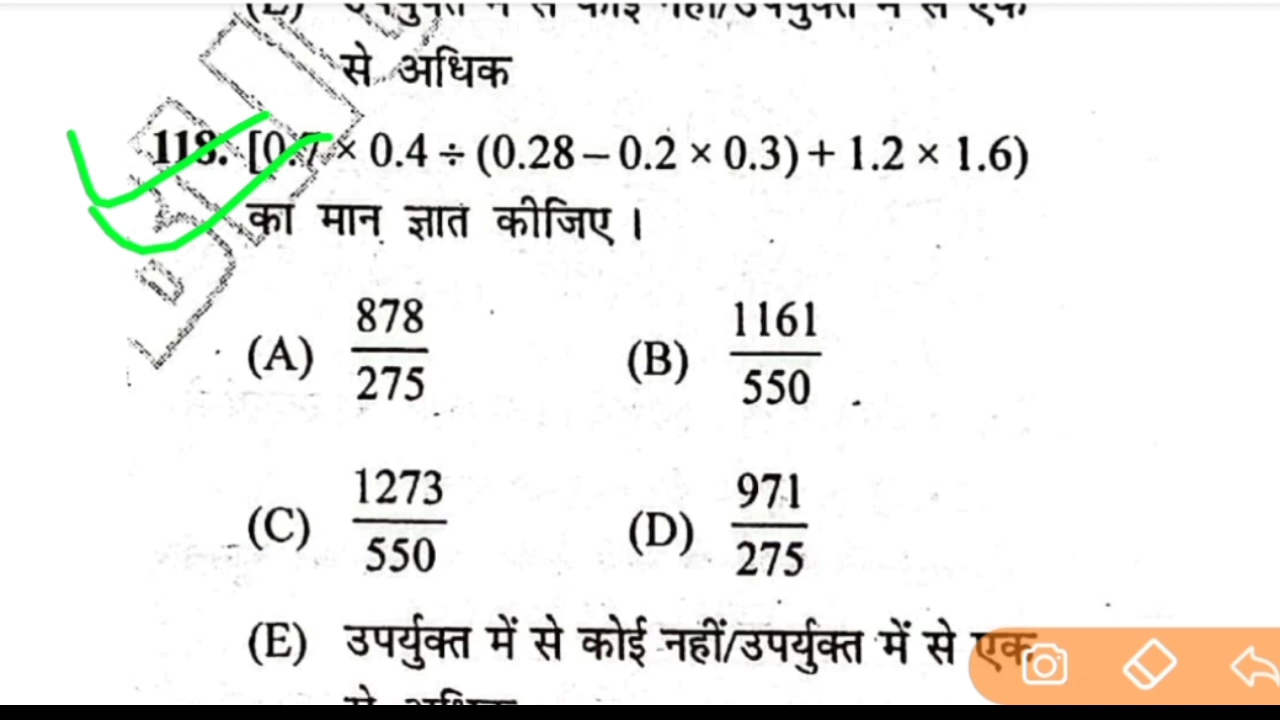 से अधिक
118. [0.7 × 0.4 ÷ (0.28 – 0.2 × 0.3) + 1.2 × 1.6)
का मान ज्ञात कीजिए ।
(A) 878/275 (B) 1161/550
(C) 1273/550 (D) 971/275
(E) उपर्युक्त में से कोई नहीं/उपर्युक्त में से एक